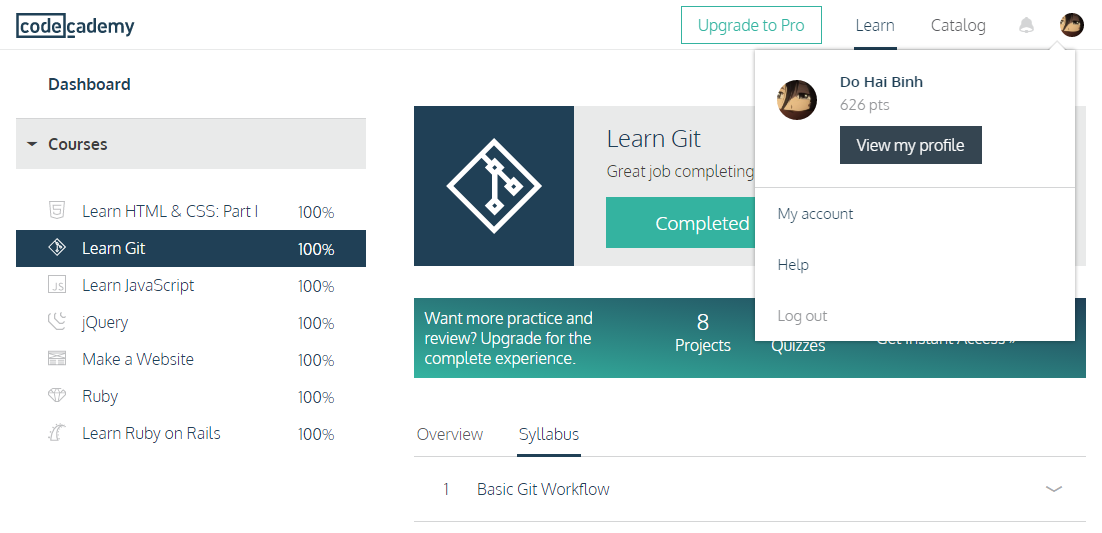 codecademy
Upgrade to Pro
Learn
Catalog
Do Hai Binh
626 pts
View my profile
My account
Help
Log out
Dashboard
Courses
Learn HTML & CSS: Part I 100%
Learn Git 100%
Learn JavaScript 100%
jQuery 100%
Make a Website 100%
Ruby 100%
Learn Ruby on Rails 100%
Learn Git
Great job completing
Completed
Want more practice and
review? Upgrade for the
complete experience.
8
Projects
Quizzes
Get Instant Access »
Overview
Syllabus
1 Basic Git Workflow